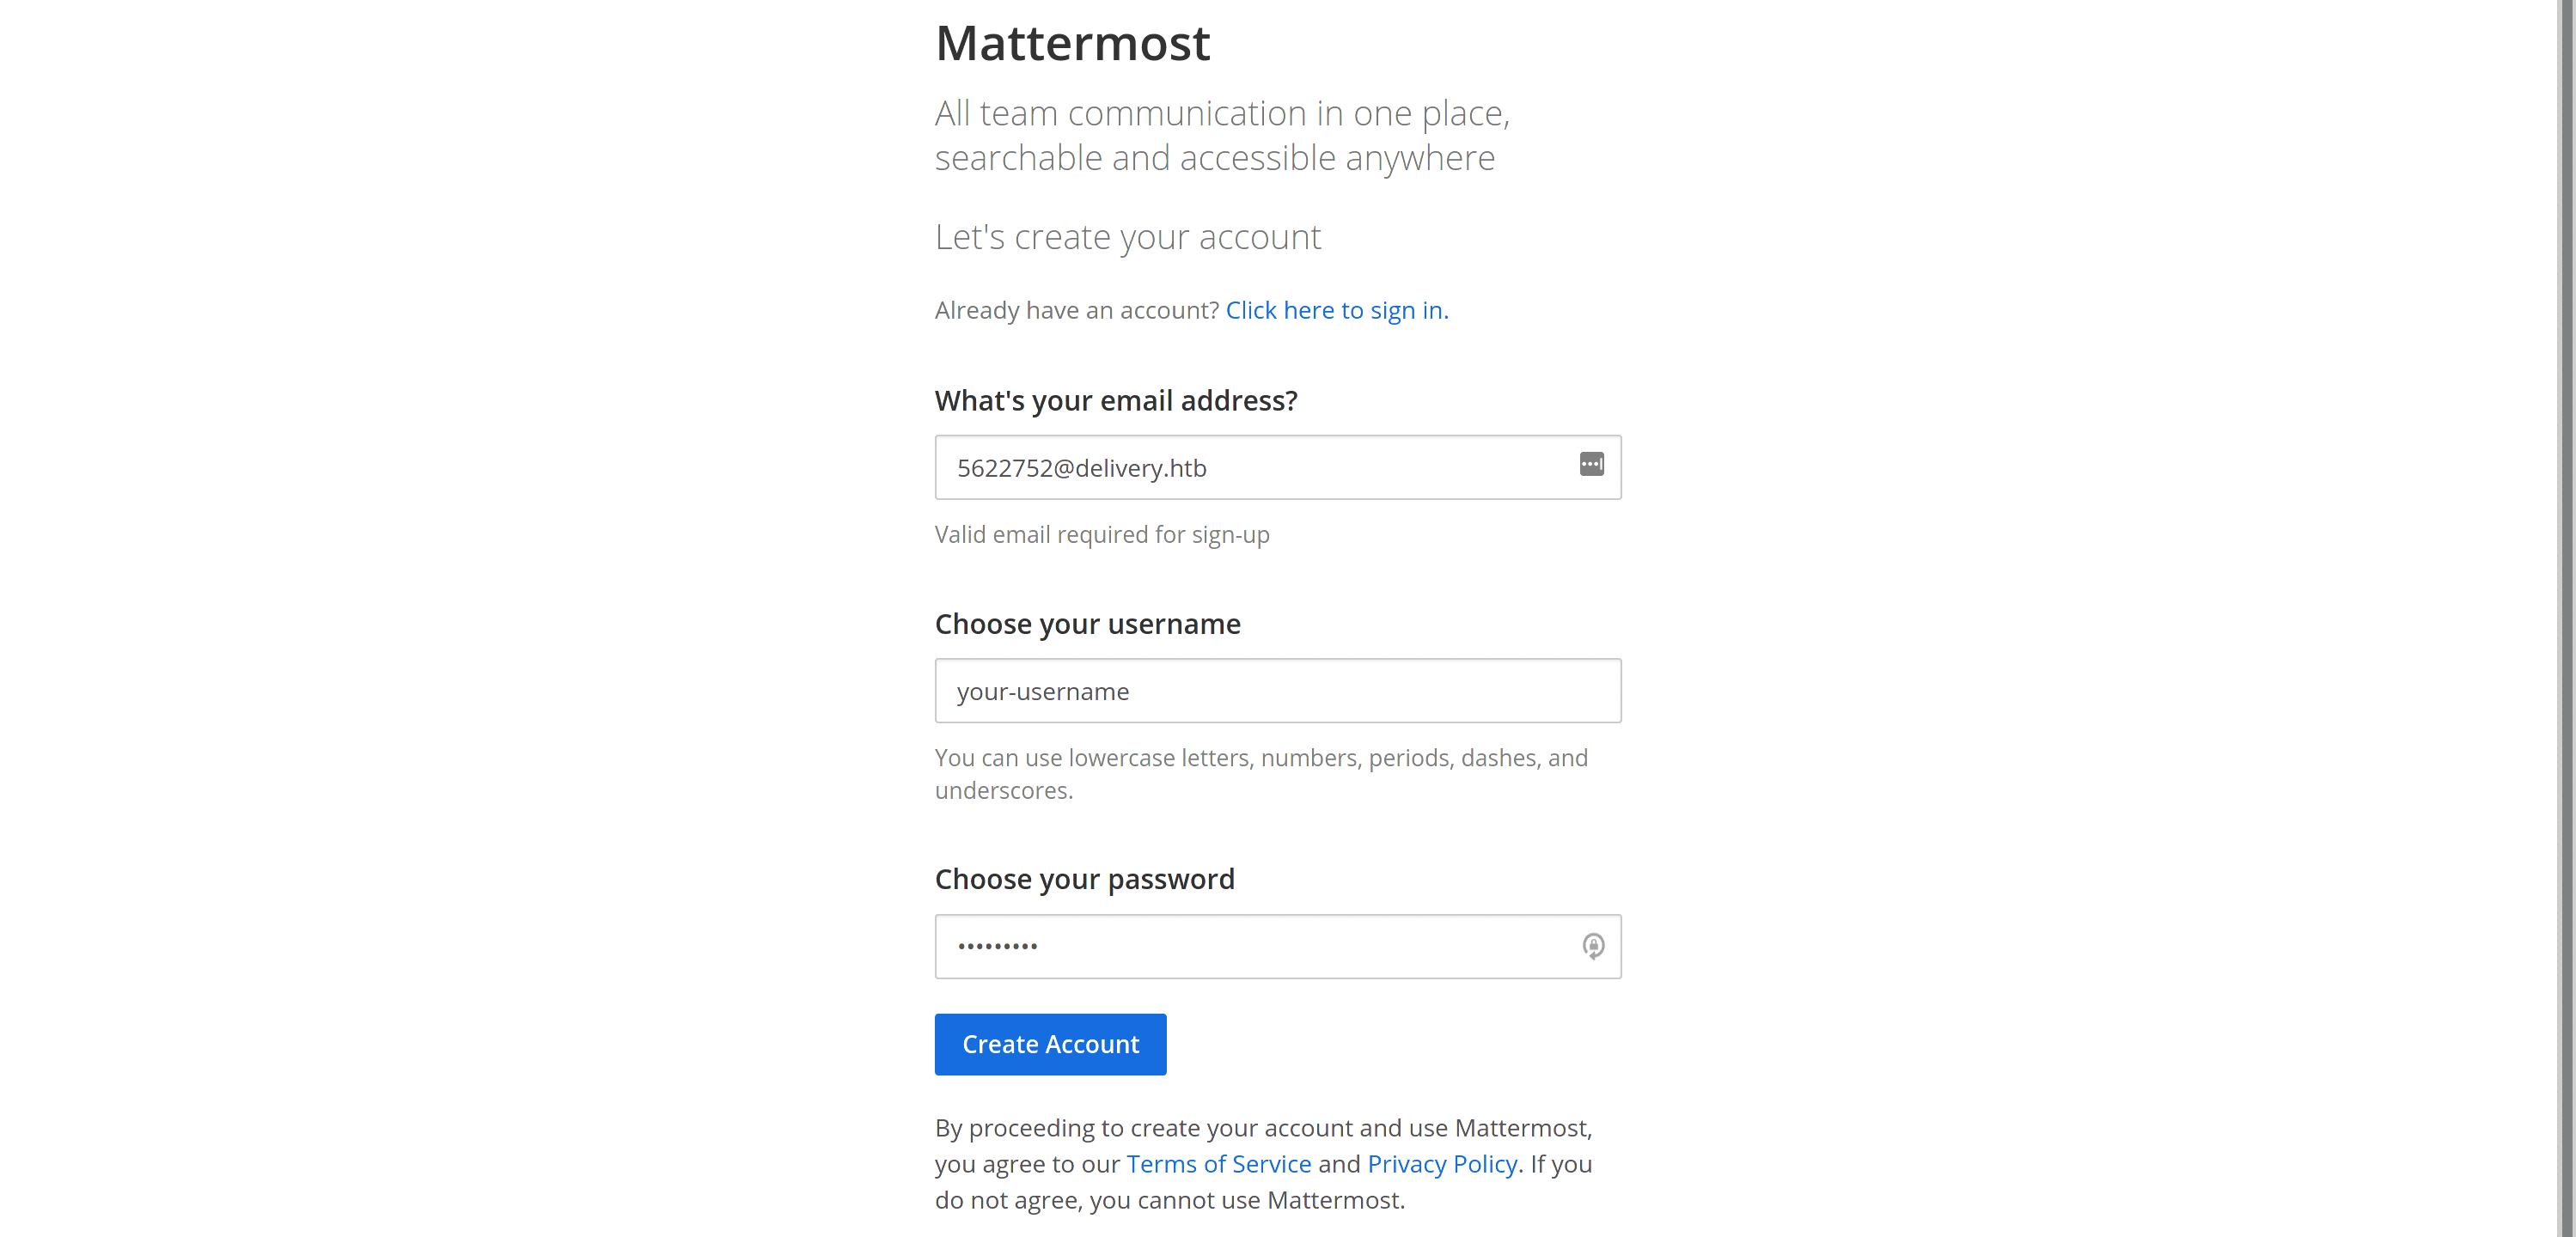 Mattermost
All team communication in one place,
searchable and accessible anywhere
Let's create your account
Already have an account? Click here to sign in.
What's your email address?
5622752@delivery.htb
Valid email required for sign-up
Choose your username
your-username
You can use lowercase letters, numbers, periods, dashes, and
underscores.
Choose your password
•••••••••
Create Account
By proceeding to create your account and use Mattermost,
you agree to our Terms of Service and Privacy Policy. If you
do not agree, you cannot use Mattermost.